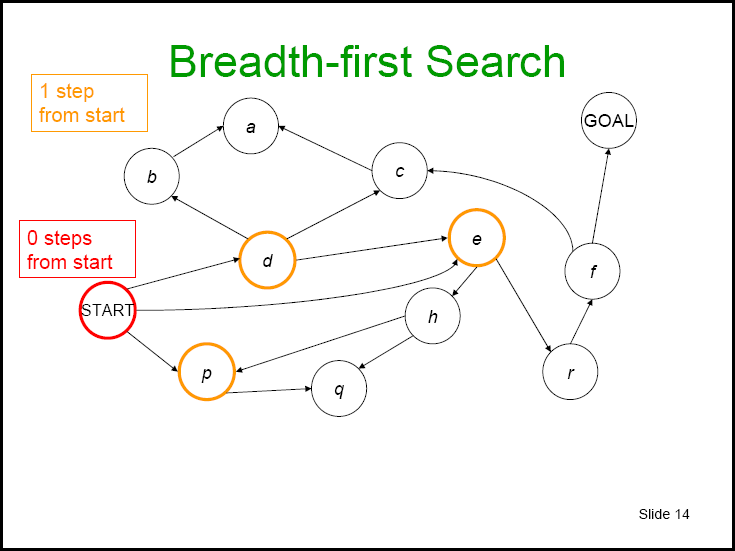 Breadth-first Search
1 step
from start
a
GOAL
b
c
0 steps
from start
d
e
f
START
h
p
q
r
Slide 14